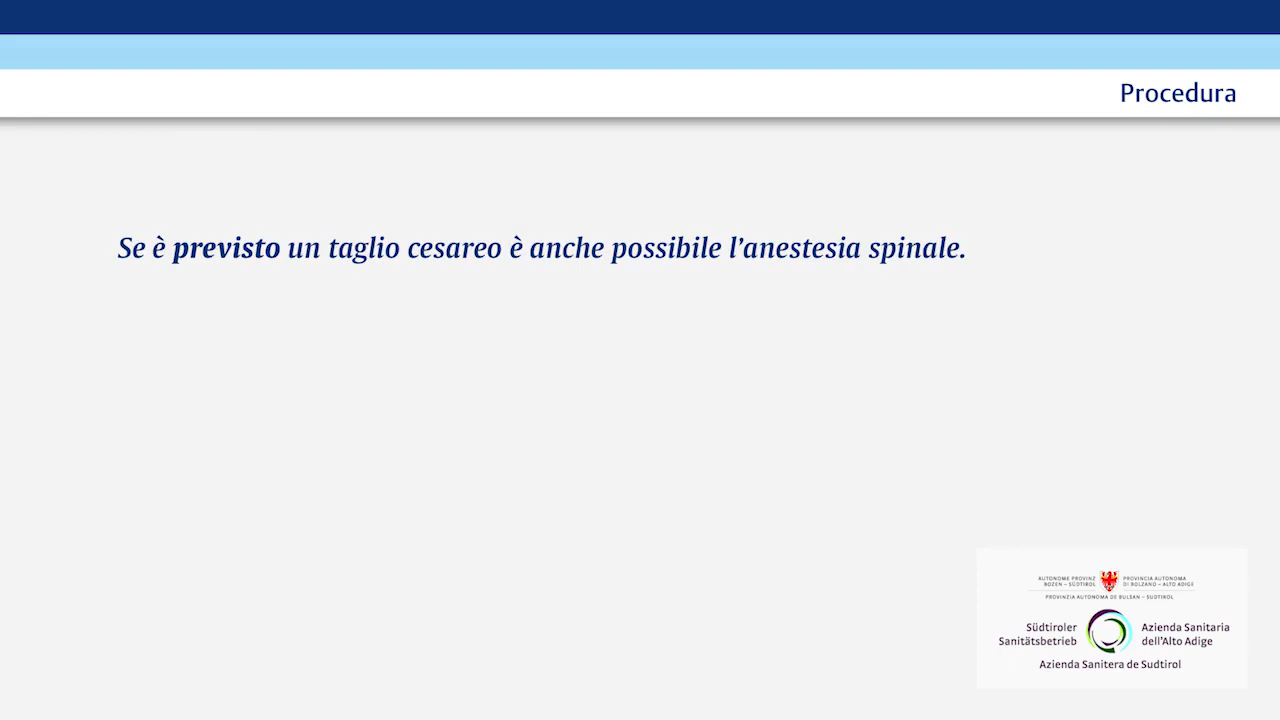 Procedura
Se è previsto un taglio cesareo è anche possibile l’anestesia spinale.
AUTONOME PROVINZ
BOZEN – SÜDTIROL
PROVINCIA AUTONOMA
DI BOLZANO – ALTO ADIGE
PROVINZIA AUTONOMA DE BULSAN – SUDTIROL
Südtiroler
Sanitätsbetrieb
Azienda Sanitaria
dell’Alto Adige
Azienda Sanitera de Sudtirol